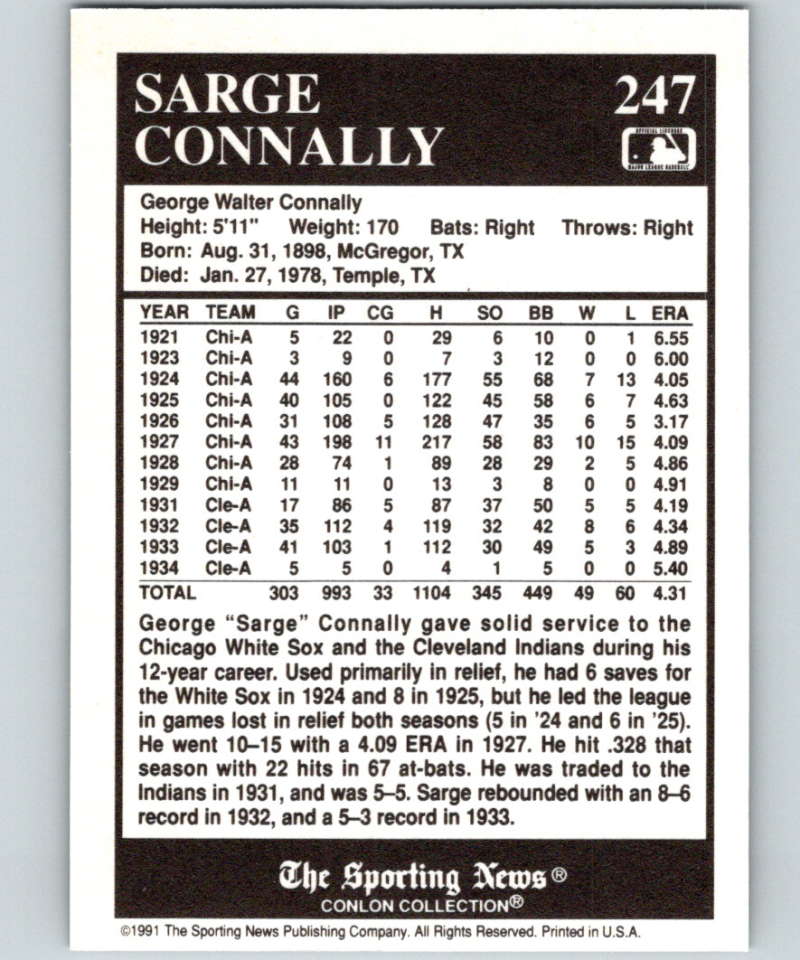 SARGE 247
CONNALLY
OFFICIAL LICENSEE
MAJOR LEAGUE BASEBALL
George Walter Connally
Height: 5'11" Weight: 170 Bats: Right Throws: Right
Born: Aug. 31, 1898, McGregor, TX
Died: Jan. 27, 1978, Temple, TX
YEAR TEAM G IP CG H SO BB W L ERA
1921 Chi-A 5 22 0 29 6 10 0 1 6.55
1923 Chi-A 3 9 0 7 3 12 0 0 6.00
1924 Chi-A 44 160 6 177 55 68 7 13 4.05
1925 Chi-A 40 105 0 122 45 58 6 7 4.63
1926 Chi-A 31 108 5 128 47 35 6 5 3.17
1927 Chi-A 43 198 11 217 58 83 10 15 4.09
1928 Chi-A 28 74 1 89 28 29 2 5 4.86
1929 Chi-A 11 11 0 13 3 8 0 0 4.91
1931 Cle-A 17 86 5 87 37 50 5 5 4.19
1932 Cle-A 35 112 4 119 32 42 8 6 4.34
1933 Cle-A 41 103 1 112 30 49 5 3 4.89
1934 Cle-A 5 5 0 4 1 5 0 0 5.40
TOTAL 303 993 33 1104 345 449 49 60 4.31
George “Sarge” Connally gave solid service to the
Chicago White Sox and the Cleveland Indians during his
12-year career. Used primarily in relief, he had 6 saves for
the White Sox in 1924 and 8 in 1925, but he led the league
in games lost in relief both seasons (5 in '24 and 6 in '25).
He went 10–15 with a 4.09 ERA in 1927. He hit .328 that
season with 22 hits in 67 at-bats. He was traded to the
Indians in 1931, and was 5–5. Sarge rebounded with an 8–6
record in 1932, and a 5–3 record in 1933.
The Sporting News®
CONLON COLLECTION®
©1991 The Sporting News Publishing Company. All Rights Reserved. Printed in U.S.A.